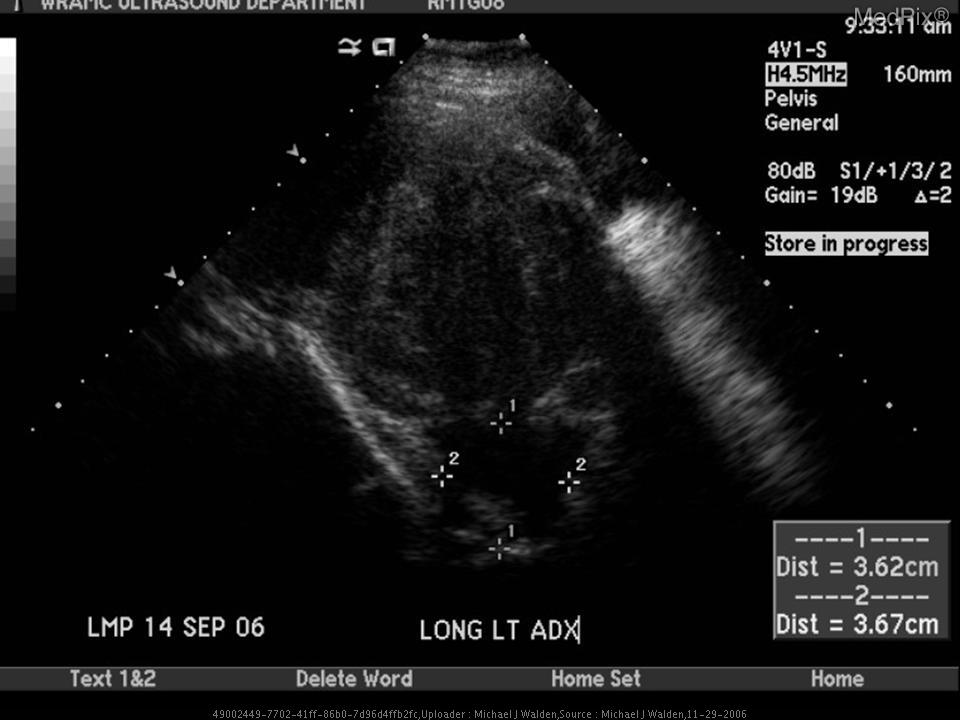 WRAMC ULTRASOUND DEPARTMENT RM1G08
MedPix®
9:33:11 am
4V1-S
H4.5MHz 160mm
Pelvis
General
80dB S1/+1/3/2
Gain= 19dB Δ=2
Store in progress
1
2 2
1
----1----
Dist = 3.62cm
----2----
Dist = 3.67cm
LMP 14 SEP 06 LONG LT ADX
Text 1&2 Delete Word Home Set Home
49002449-7702-41ff-86b0-7d96d4ffb2fc,Uploader : Michael J Walden,Source : Michael J Walden,11-29-2006